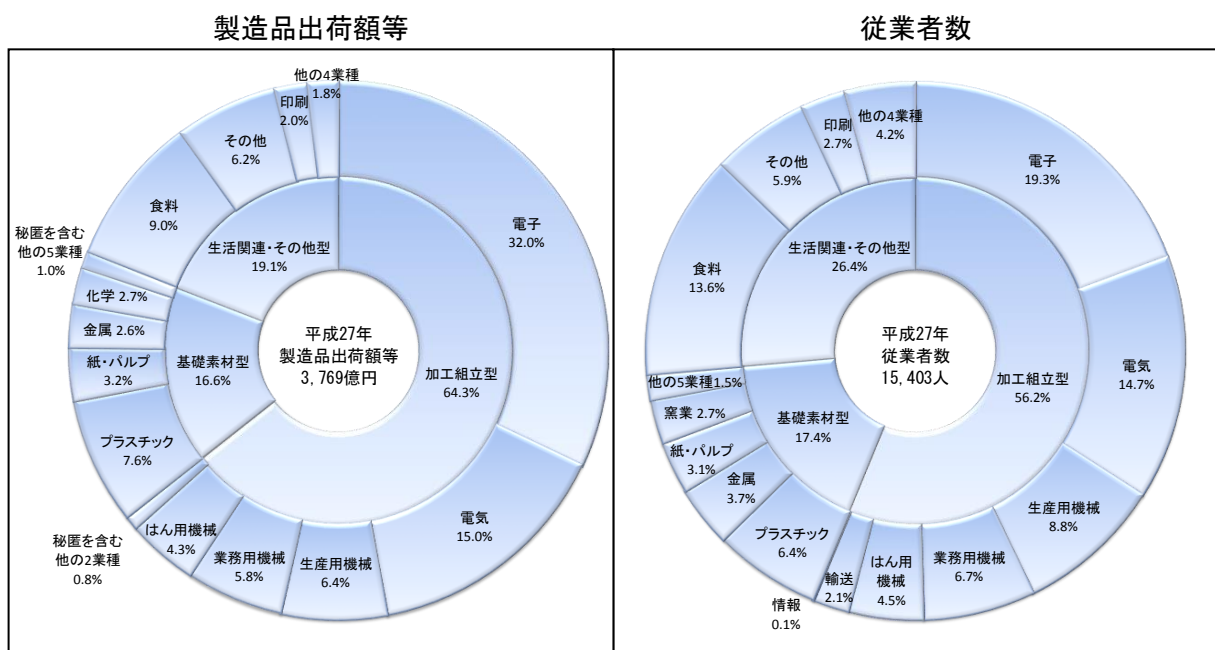 製造品出荷額等
他の4業種
1.8%
印刷
2.0%
その他
6.2%
食料
9.0%
秘匿を含む
他の5業種
1.0%
化学 2.7%
金属 2.6%
紙・パルプ
3.2%
プラスチック
7.6%
秘匿を含む
他の2業種
0.8%
はん用機械
4.3%
業務用機械
5.8%
生産用機械
6.4%
電気
15.0%
電子
32.0%
生活関連・その他型
19.1%
基礎素材型
16.6%
加工組立型
64.3%
平成27年
製造品出荷額等
3,769億円
従業者数
他の4業種
4.2%
印刷
2.7%
その他
5.9%
食料
13.6%
他の5業種1.5%
窯業 2.7%
紙・パルプ
3.1%
金属
3.7%
プラスチック
6.4%
情報
0.1%
輸送
2.1%
はん用
機械
4.5%
業務用機械
6.7%
生産用機械
8.8%
電気
14.7%
電子
19.3%
生活関連・その他型
26.4%
基礎素材型
17.4%
加工組立型
56.2%
平成27年
従業者数
15,403人